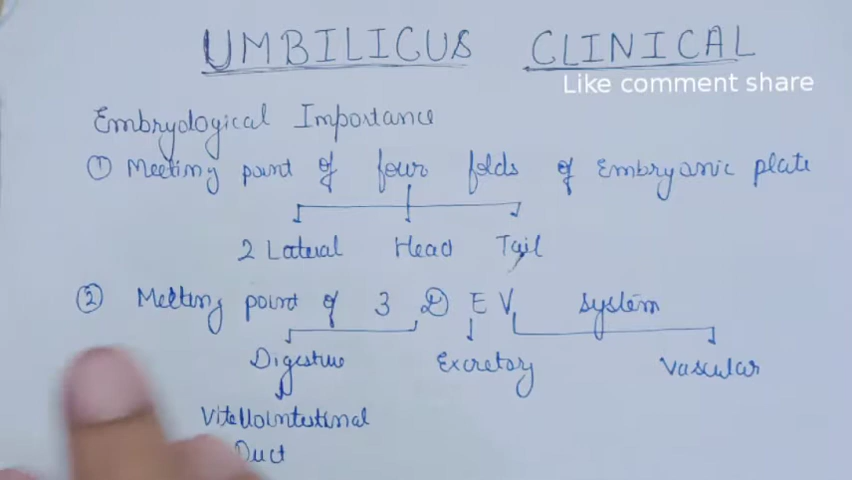 UMBILICUS CLINICAL
Like comment share
Embryological Importance
① Meeting point of four folds of Embryonic plate
2 Lateral Head Tail
② Meeting point of 3 D E V system
Digestive Excretory Vascular
Vitellointestinal
Duct